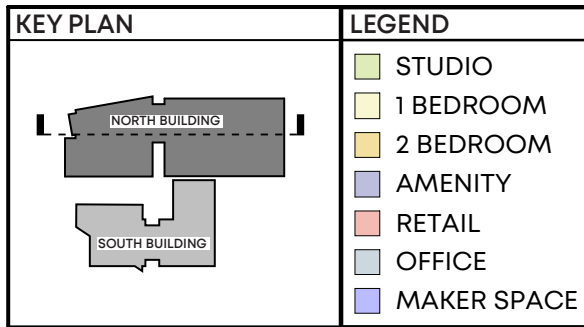 KEY PLAN
NORTH BUILDING
SOUTH BUILDING
LEGEND
STUDIO
1 BEDROOM
2 BEDROOM
AMENITY
RETAIL
OFFICE
MAKER SPACE